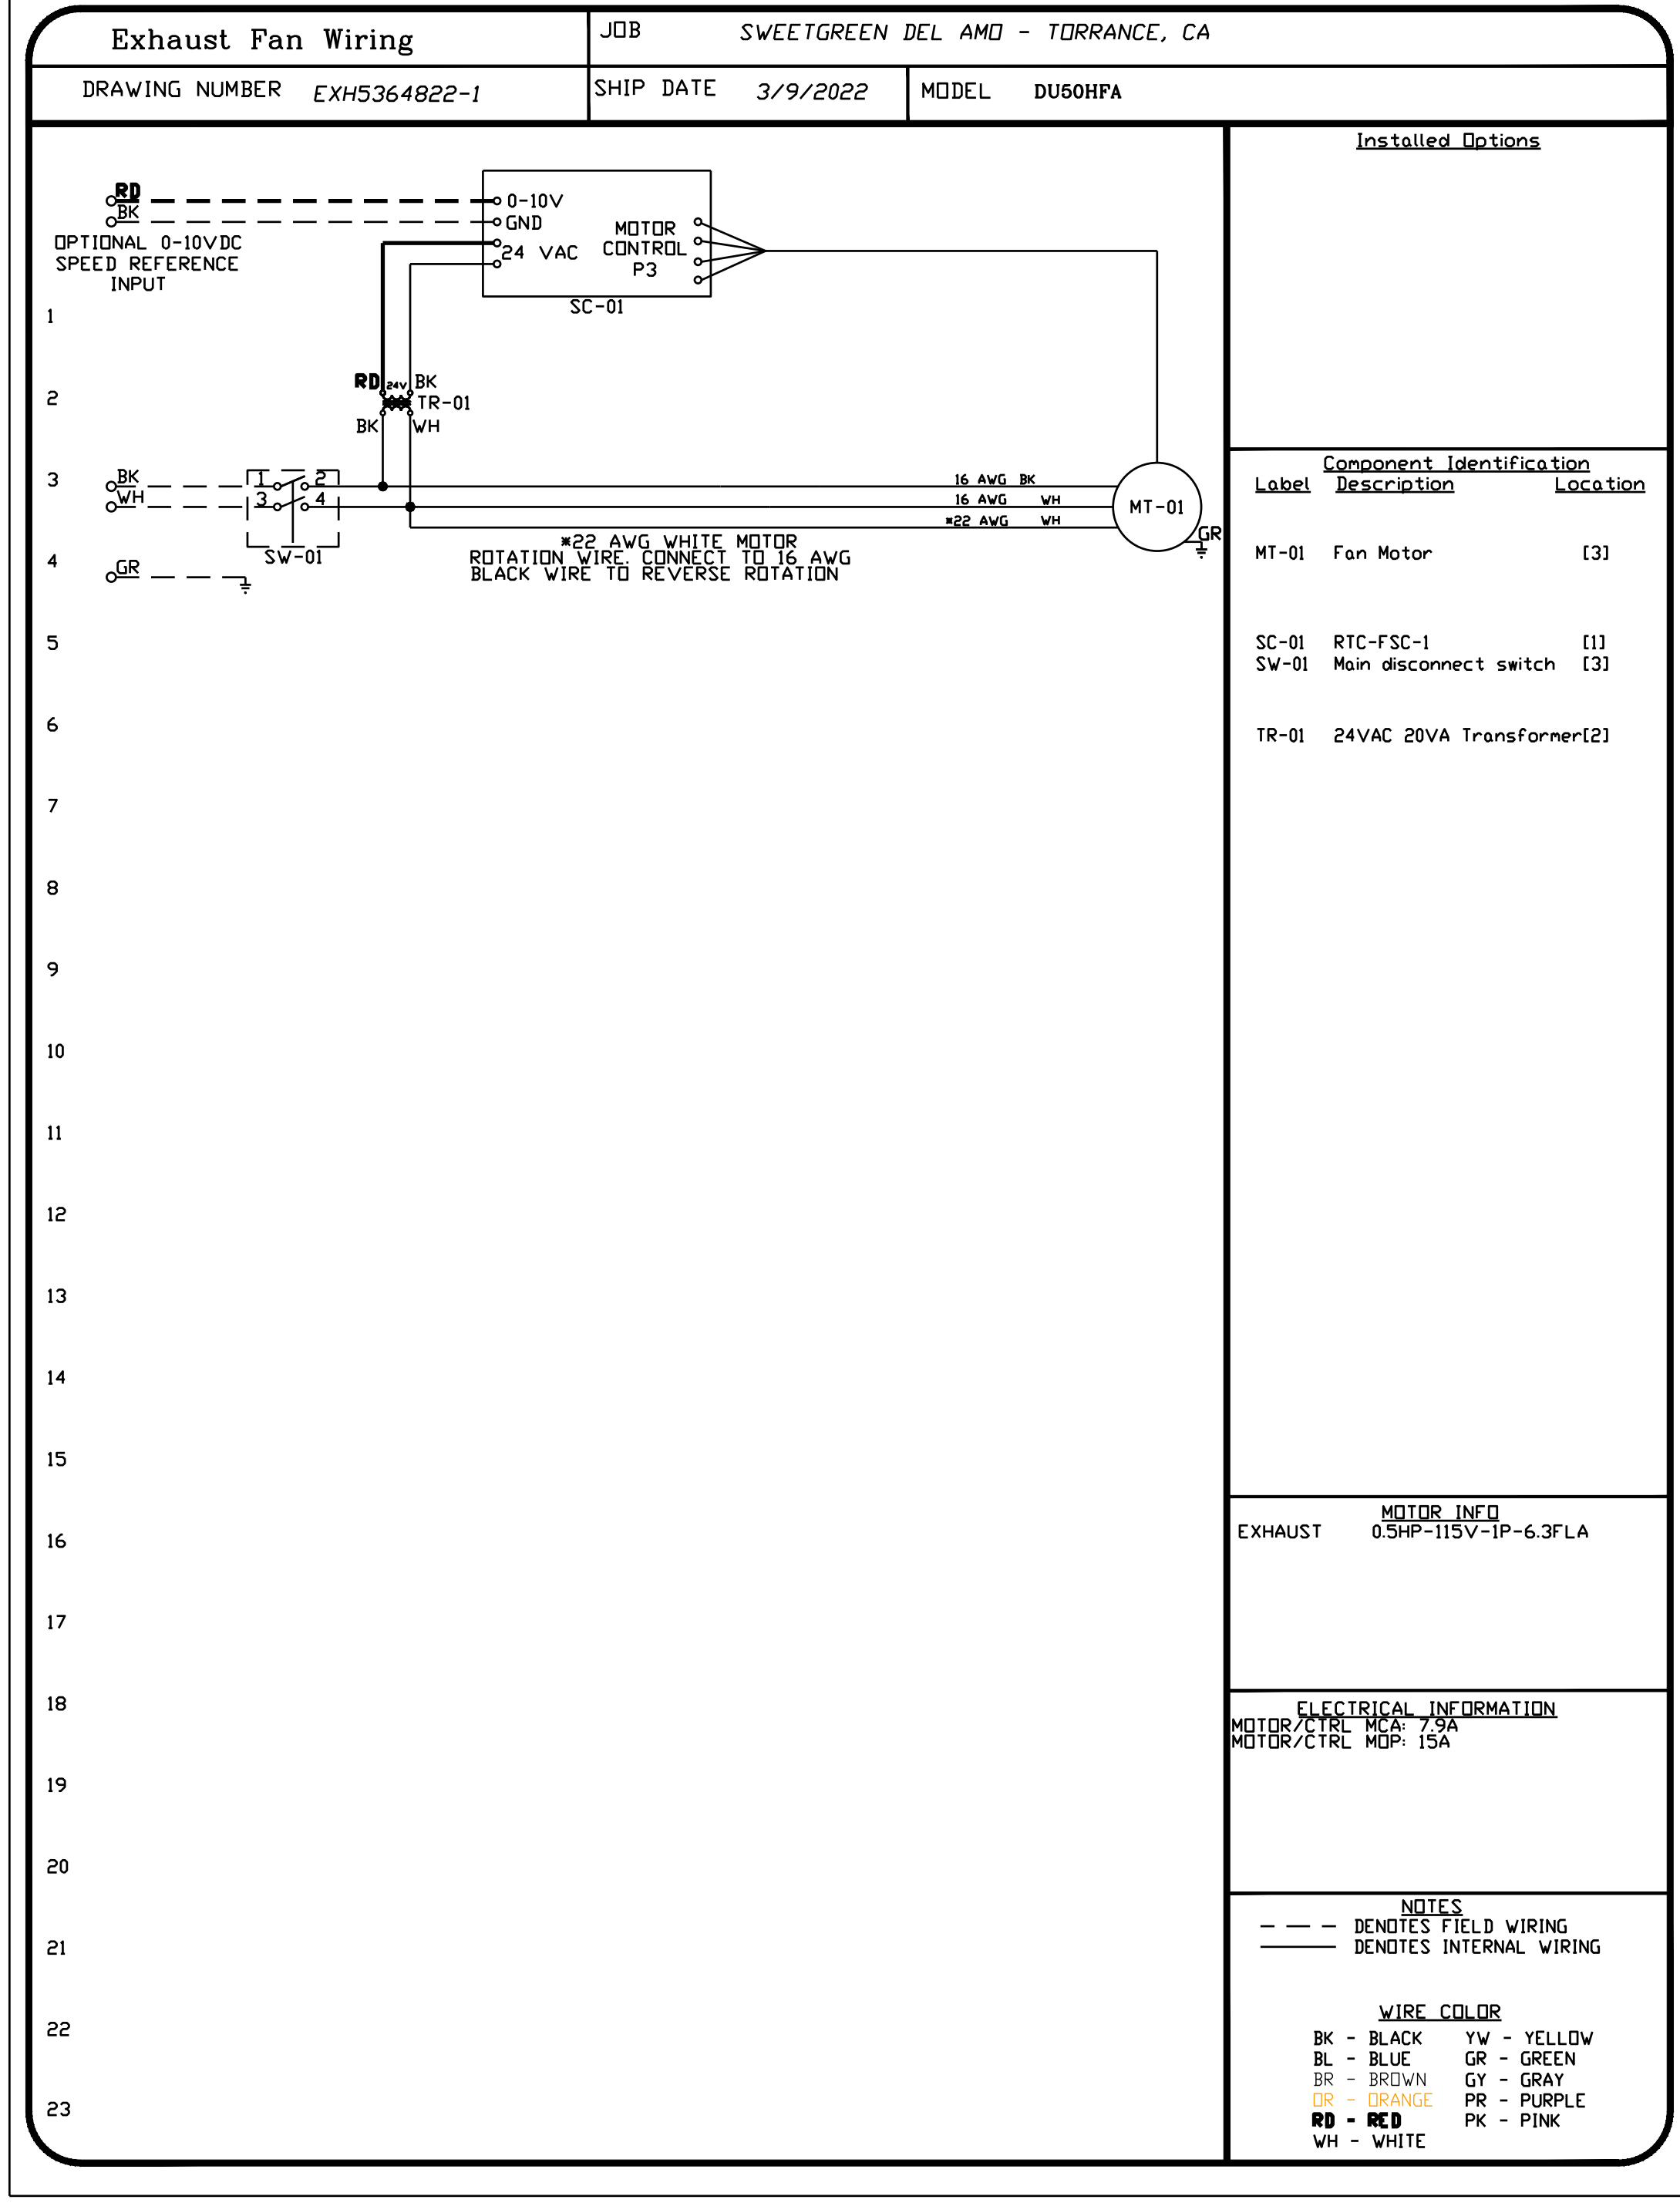 Exhaust Fan Wiring
JOB SWEETGREEN DEL AMO - TORRANCE, CA
DRAWING NUMBER EXH5364822-1
SHIP DATE 3/9/2022
MODEL DU50HFA
RD
BK
OPTIONAL 0-10VDC
SPEED REFERENCE
INPUT
0-10V
GND
24 VAC
MOTOR
CONTROL
P3
SC-01
1
RD 24V BK
2
TR-01
BK WH
3
BK
WH
1 2
3 4
SW-01
16 AWG BK
16 AWG WH
*22 AWG WH
MT-01
GR
*22 AWG WHITE MOTOR
ROTATION WIRE. CONNECT TO 16 AWG
BLACK WIRE TO REVERSE ROTATION
4
GR
5
6
7
8
9
10
11
12
13
14
15
16
17
18
19
20
21
22
23
Installed Options
Component Identification
Label Description Location
MT-01 Fan Motor [3]
SC-01 RTC-FSC-1 [1]
SW-01 Main disconnect switch [3]
TR-01 24VAC 20VA Transformer[2]
MOTOR INFO
EXHAUST 0.5HP-115V-1P-6.3FLA
ELECTRICAL INFORMATION
MOTOR/CTRL MCA: 7.9A
MOTOR/CTRL MOP: 15A
NOTES
DENOTES FIELD WIRING
DENOTES INTERNAL WIRING
WIRE COLOR
BK - BLACK YW - YELLOW
BL - BLUE GR - GREEN
BR - BROWN GY - GRAY
OR - ORANGE PR - PURPLE
RD - RED PK - PINK
WH - WHITE